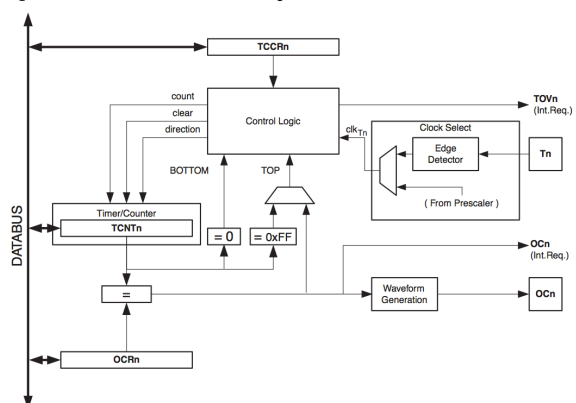 TCCRn
count
clear
direction
Control Logic
TOVn
(Int.Req.)
clkTn
Clock Select
Edge
Detector
Tn
( From Prescaler )
BOTTOM
TOP
Timer/Counter
TCNTn
= 0
= 0xFF
OCn
(Int.Req.)
=
Waveform
Generation
OCn
OCRn
DATABUS